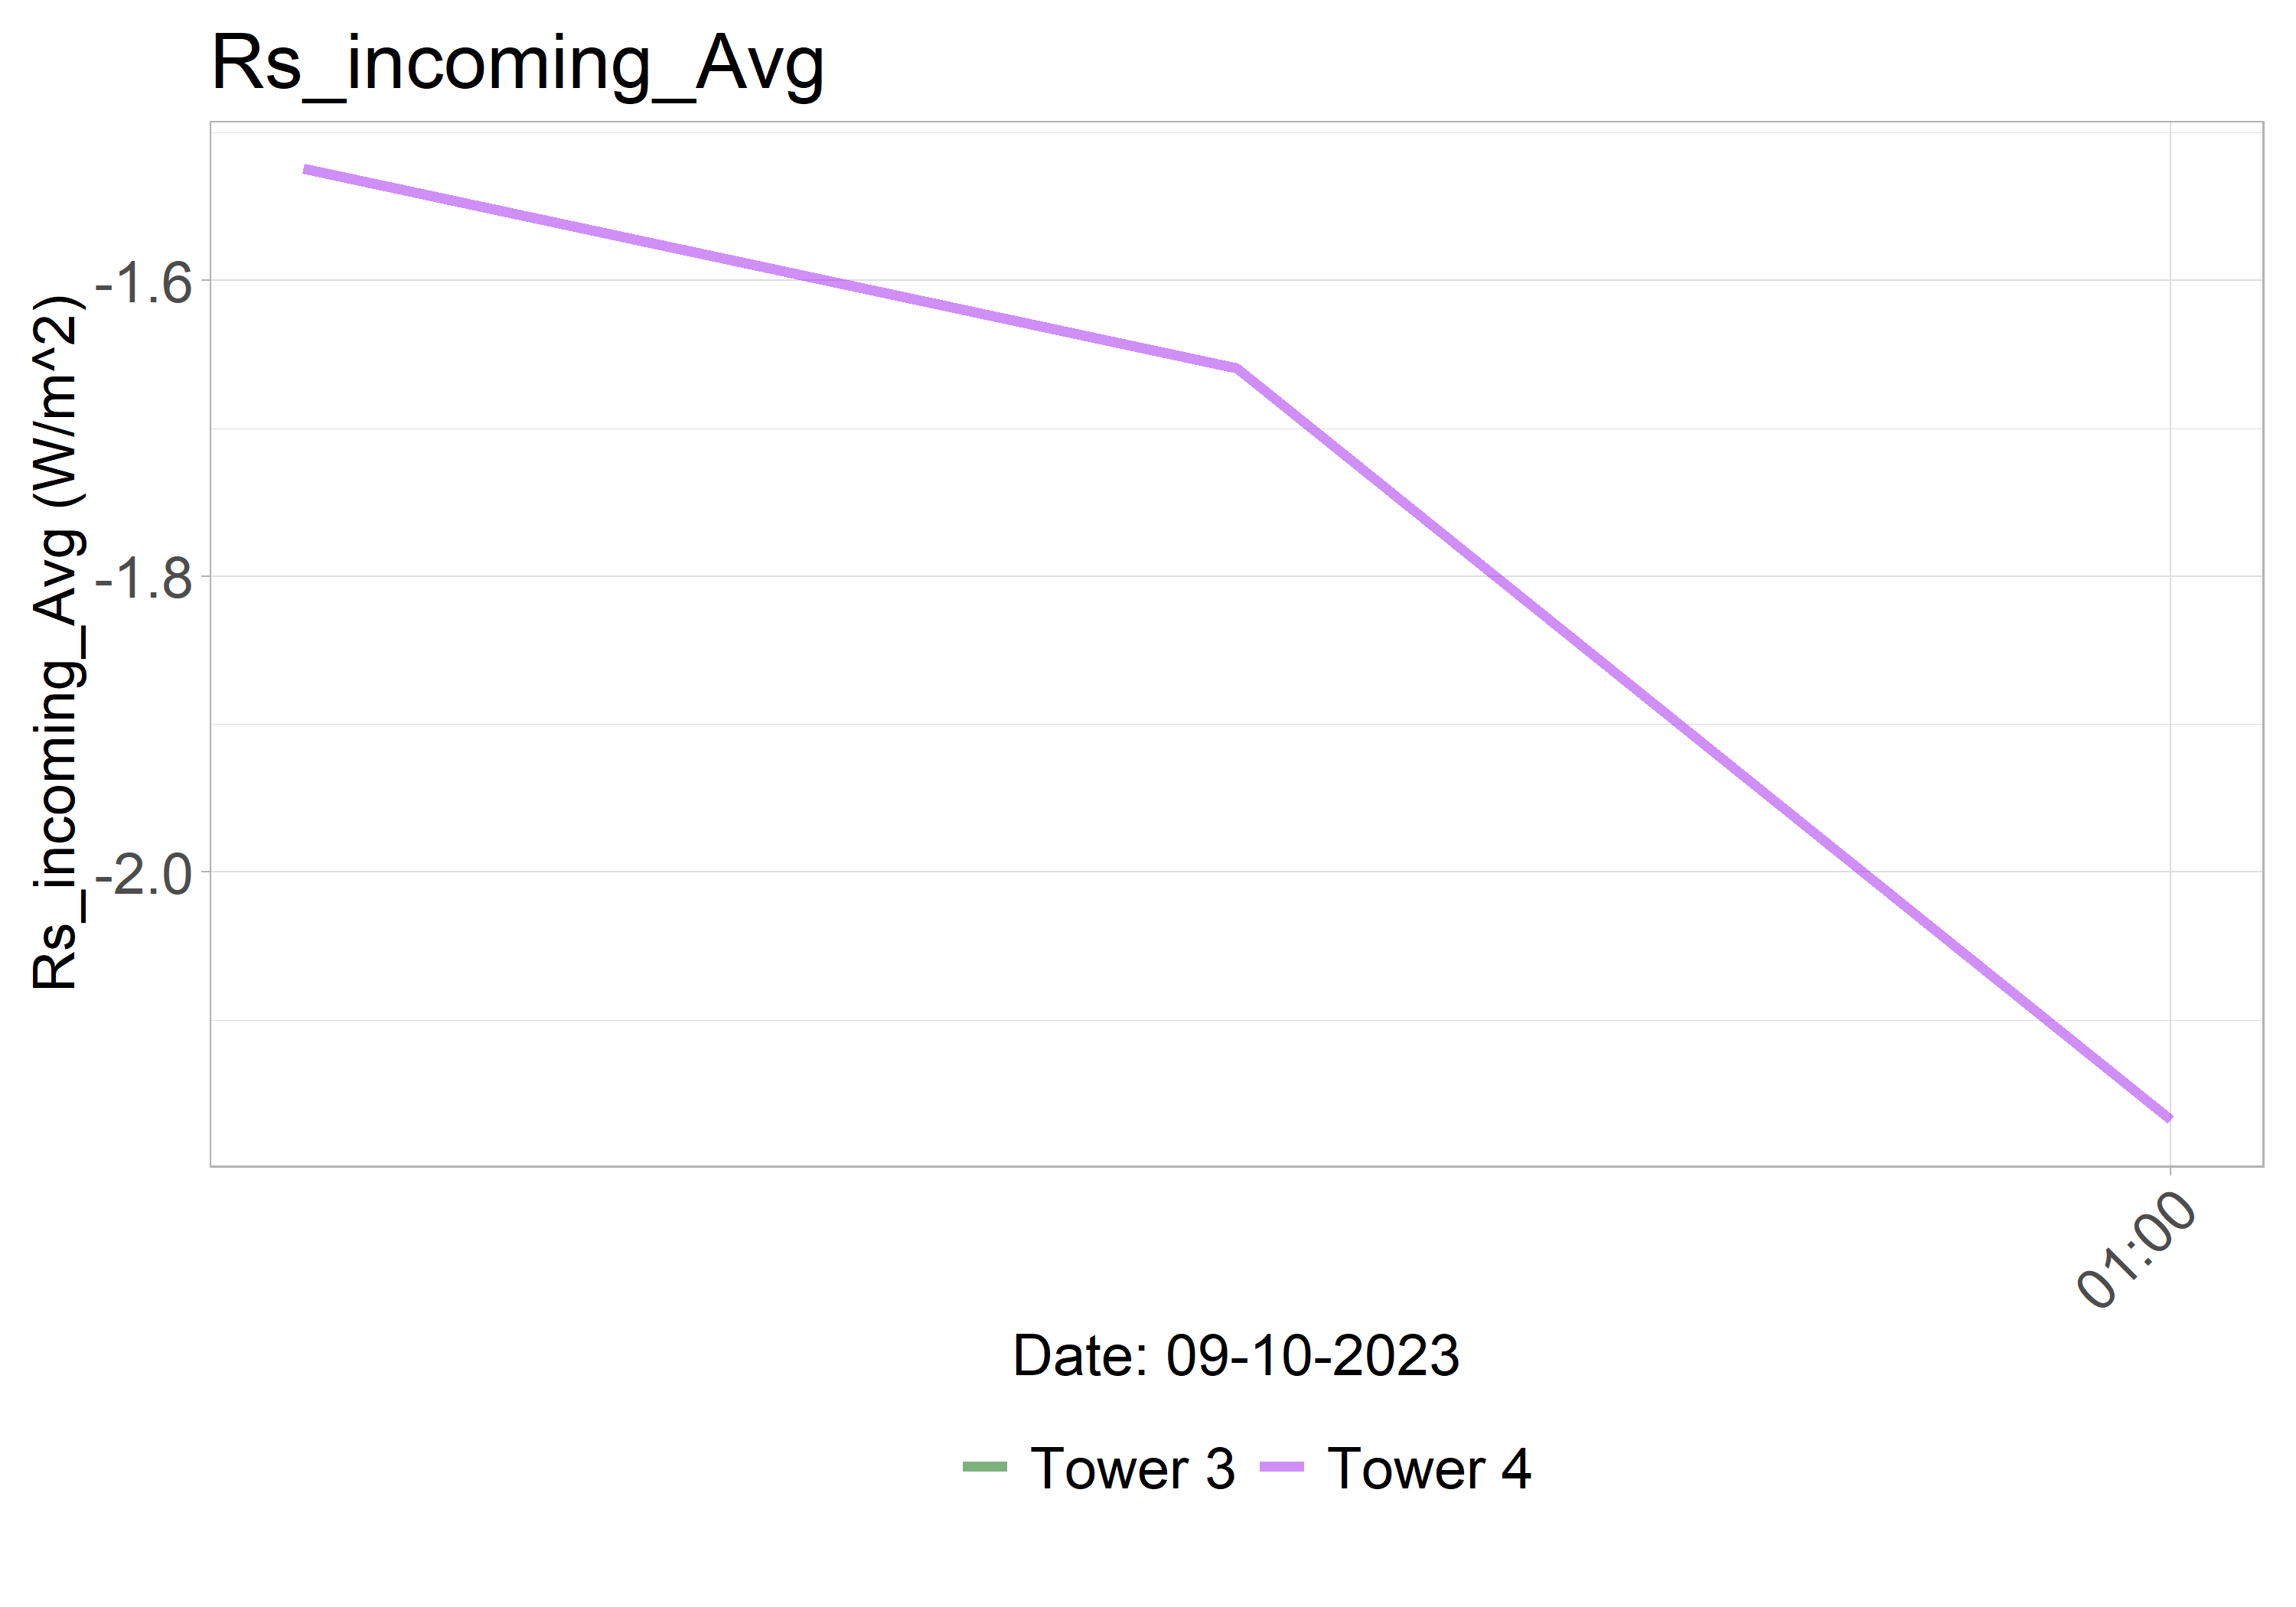 Rs_incoming_Avg
Rs_incoming_Avg (W/m^2)
-1.6
-1.8
-2.0
01:00
Date: 09-10-2023
Tower 3 Tower 4